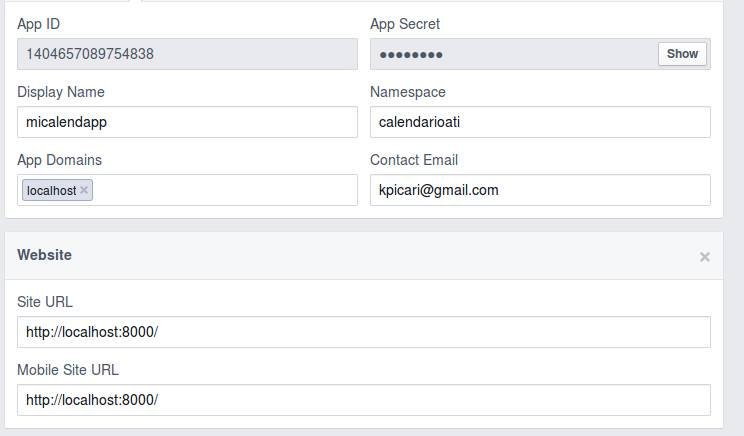 App ID
App Secret
1404657089754838
●●●●●●●●
Show
Display Name
Namespace
micalendapp
calendarioati
App Domains
Contact Email
localhost ×
kpicari@gmail.com
Website
×
Site URL
http://localhost:8000/
Mobile Site URL
http://localhost:8000/